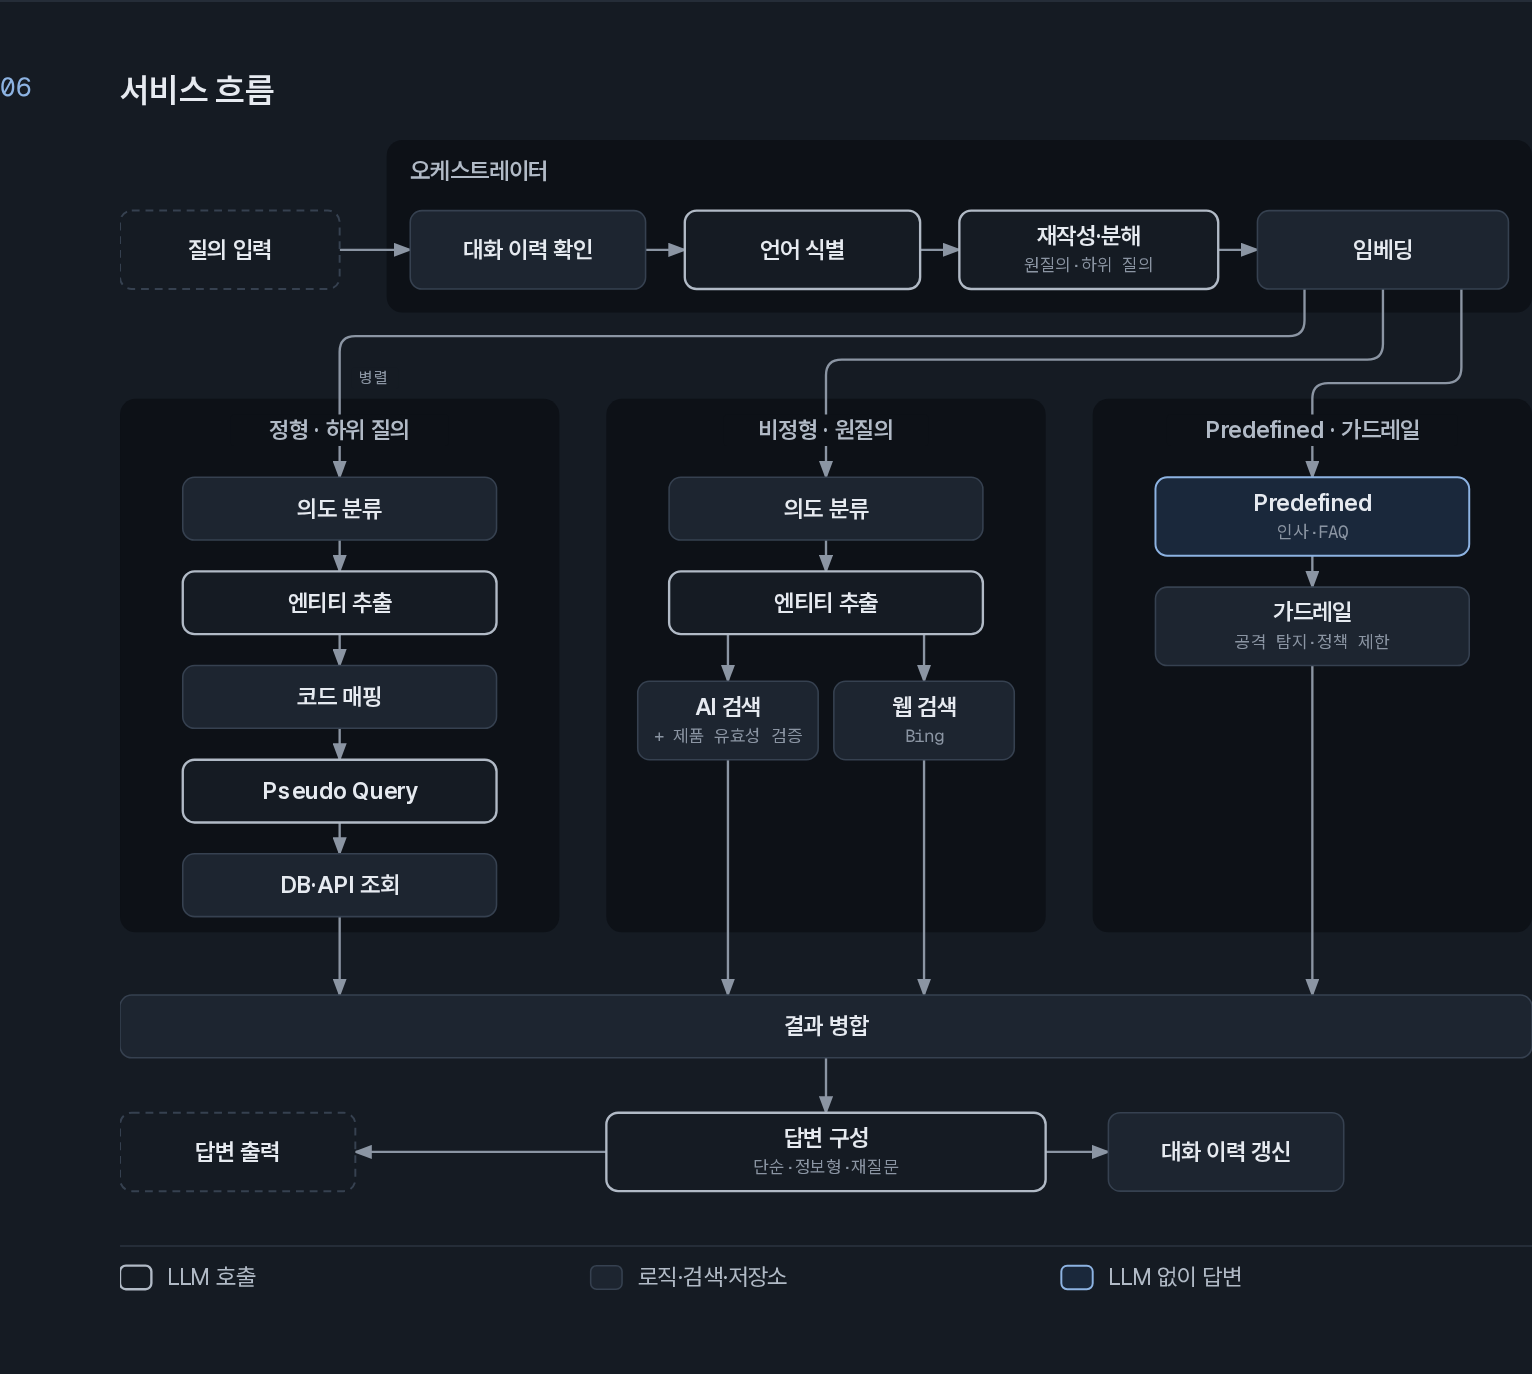 06
서비스 흐름
오케스트레이터
질의 입력
대화 이력 확인
언어 식별
재작성·분해
원질의·하위 질의
임베딩
병렬
정형 · 하위 질의
의도 분류
엔티티 추출
코드 매핑
Pseudo Query
DB·API 조회
비정형 · 원질의
의도 분류
엔티티 추출
AI 검색
+ 제품 유효성 검증
웹 검색
Bing
Predefined · 가드레일
Predefined
인사·FAQ
가드레일
공격 탐지·정책 제한
결과 병합
답변 출력
답변 구성
단순·정보형·재질문
대화 이력 갱신
LLM 호출
로직·검색·저장소
LLM 없이 답변